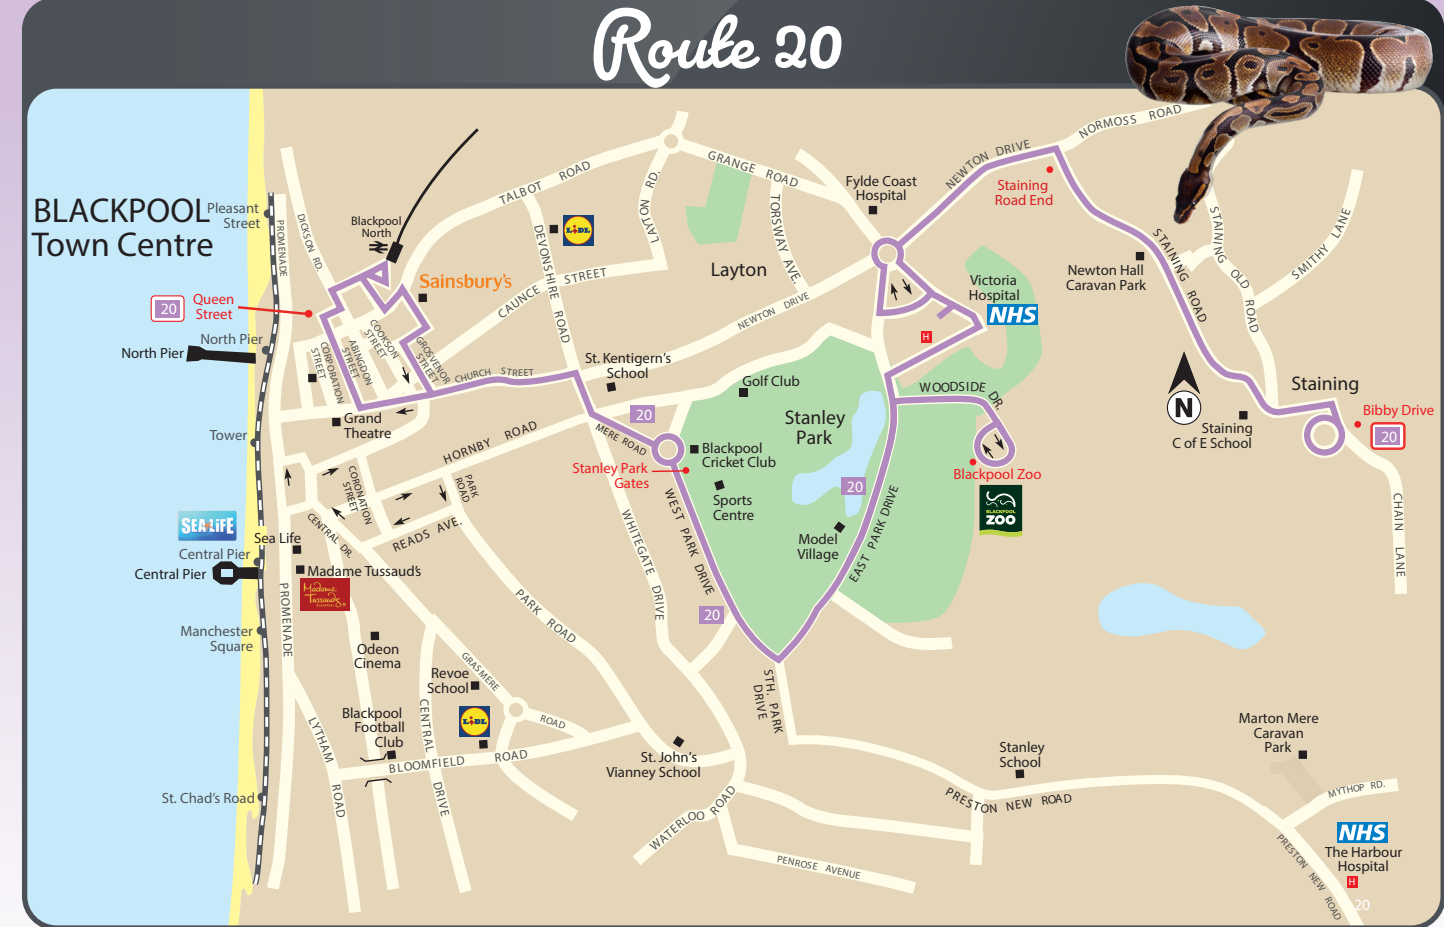 Route 20
BLACKPOOL
Town Centre
Pleasant
Street
PROMENADE
DICKSON RD.
Blackpool
North
TALBOT ROAD
DEVONSHIRE ROAD
LiDL
LAYTON RD.
GRANGE ROAD
TORSWAY AVE.
Layton
Fylde Coast
Hospital
NEWTON DRIVE
NORMOSS ROAD
Staining
Road End
STAINING ROAD
STAINING OLD ROAD
SMITHY LANE
Newton Hall
Caravan Park
Victoria
Hospital
NHS
H
Sainsbury's
CAUNCE STREET
NEWTON DRIVE
20
Queen
Street
North Pier
North Pier
CORPORATION
STREET
ABINGDON
STREET
COOKSON
STREET
GROSVENOR
STREET
CHURCH STREET
St. Kentigern's
School
Golf Club
Stanley
Park
WOODSIDE DR.
N
Staining
Staining
C of E School
Bibby Drive
20
Grand
Theatre
Tower
HORNBY ROAD
20
MERE ROAD
Blackpool
Cricket Club
Stanley Park
Gates
Sports
Centre
20
Blackpool Zoo
BLACKPOOL
ZOO
CORONATION
STREET
PARK
ROAD
READS AVE.
CENTRAL DR.
WEST PARK DRIVE
WHITEGATE DRIVE
Model
Village
EAST PARK DRIVE
CHAIN LANE
SEA LIFE
Sea Life
Central Pier
Central Pier
Madame Tussaud's
Madame
Tussauds
BLACKPOOL
PROMENADE
20
PARK ROAD
Manchester
Square
Odeon
Cinema
Revoe
School
GRASMERE
ROAD
STH. PARK
DRIVE
LiDL
Blackpool
Football
Club
LYTHAM
ROAD
CENTRAL
DRIVE
BLOOMFIELD ROAD
St. John's
Vianney School
Stanley
School
Marton Mere
Caravan
Park
St. Chad's Road
WATERLOO ROAD
PRESTON NEW ROAD
MYTHOP RD.
PENROSE AVENUE
PRESTON NEW ROAD
NHS
The Harbour
Hospital
H
20